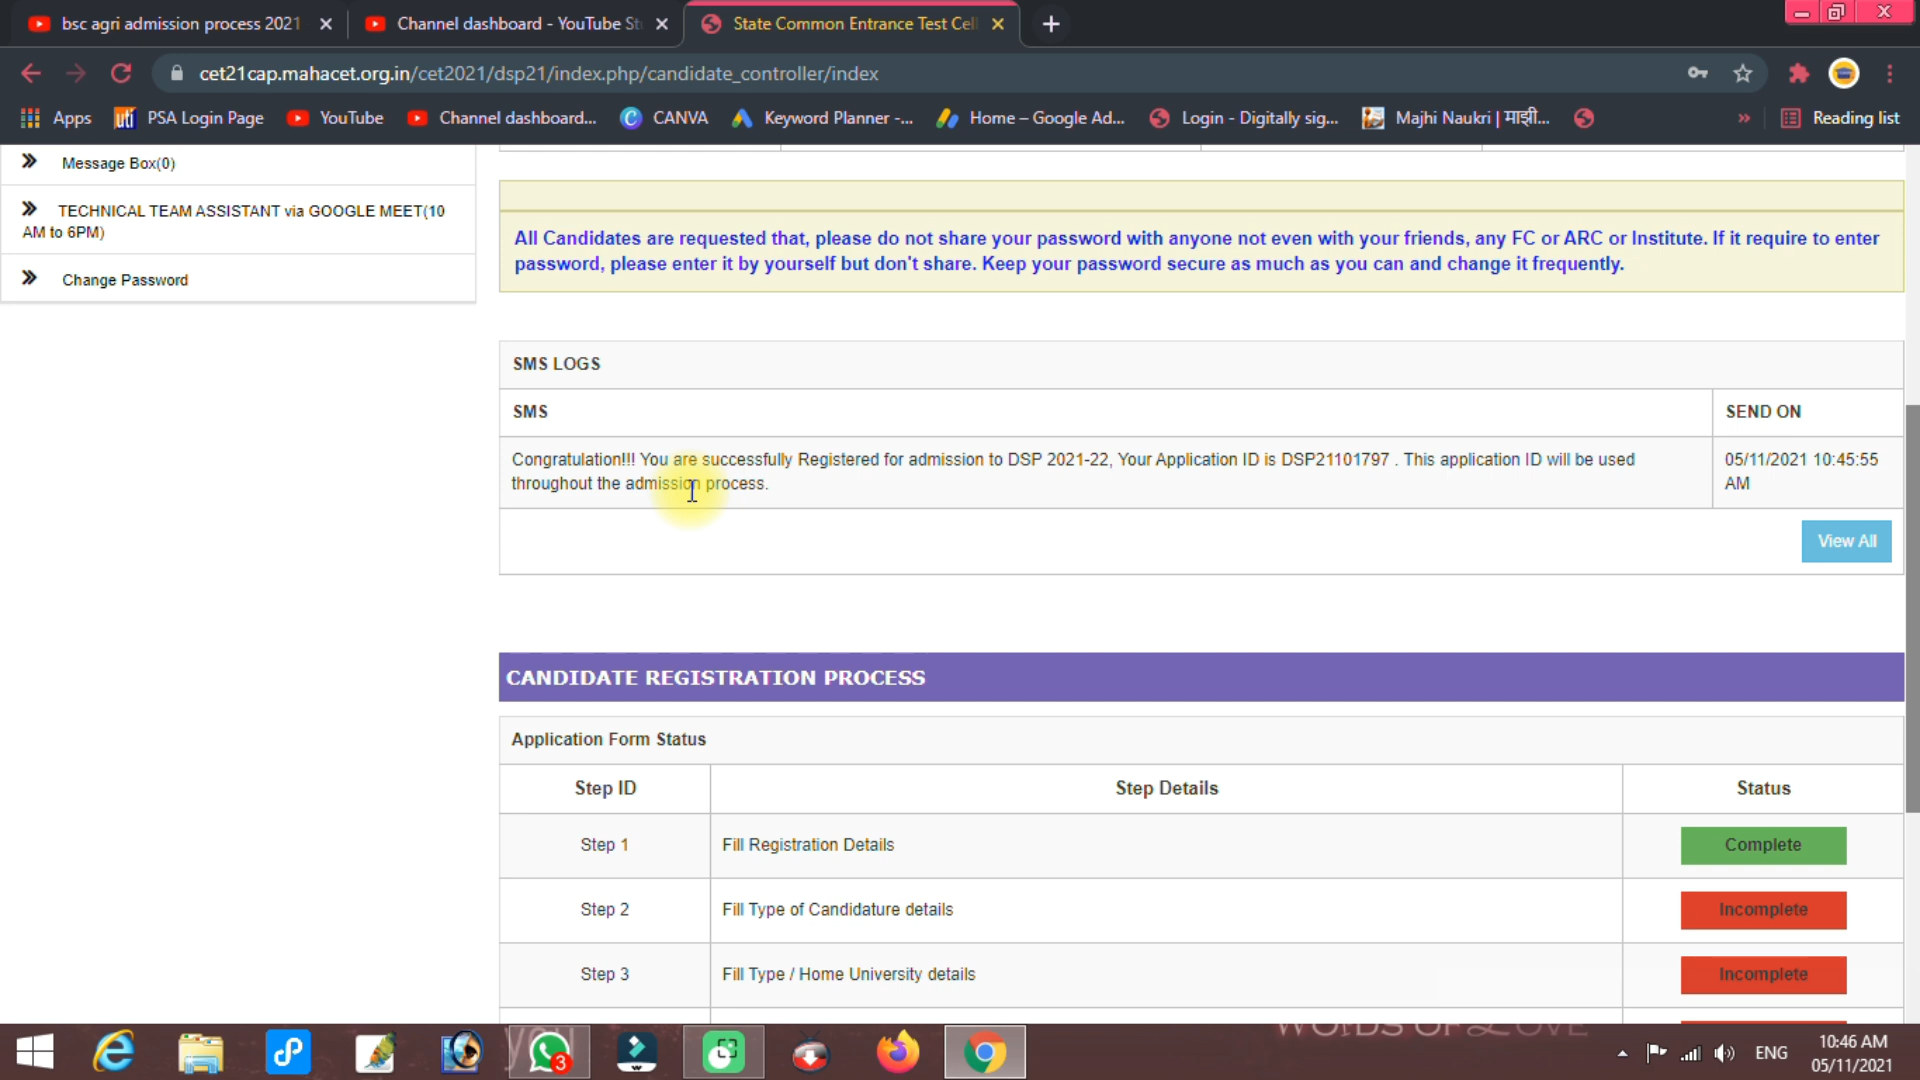 bsc agri admission process 2021
Channel dashboard - YouTube St
State Common Entrance Test Cell
cet21cap.mahacet.org.in/cet2021/dsp21/index.php/candidate_controller/index
Apps
uti
PSA Login Page
YouTube
Channel dashboard...
CANVA
Keyword Planner -...
Home – Google Ad...
Login - Digitally sig...
Majhi Naukri | माझी...
»
Reading list
Message Box(0)
TECHNICAL TEAM ASSISTANT via GOOGLE MEET(10
AM to 6PM)
Change Password
All Candidates are requested that, please do not share your password with anyone not even with your friends, any FC or ARC or Institute. If it require to enter
password, please enter it by yourself but don't share. Keep your password secure as much as you can and change it frequently.
SMS LOGS
SMS
SEND ON
Congratulation!!! You are successfully Registered for admission to DSP 2021-22, Your Application ID is DSP21101797 . This application ID will be used
throughout the admission process.
05/11/2021 10:45:55
AM
View All
CANDIDATE REGISTRATION PROCESS
Application Form Status
Step ID
Step Details
Status
Step 1
Fill Registration Details
Complete
Step 2
Fill Type of Candidature details
Incomplete
Step 3
Fill Type / Home University details
Incomplete
WORDS OF LOVE
3
ENG
10:46 AM
05/11/2021